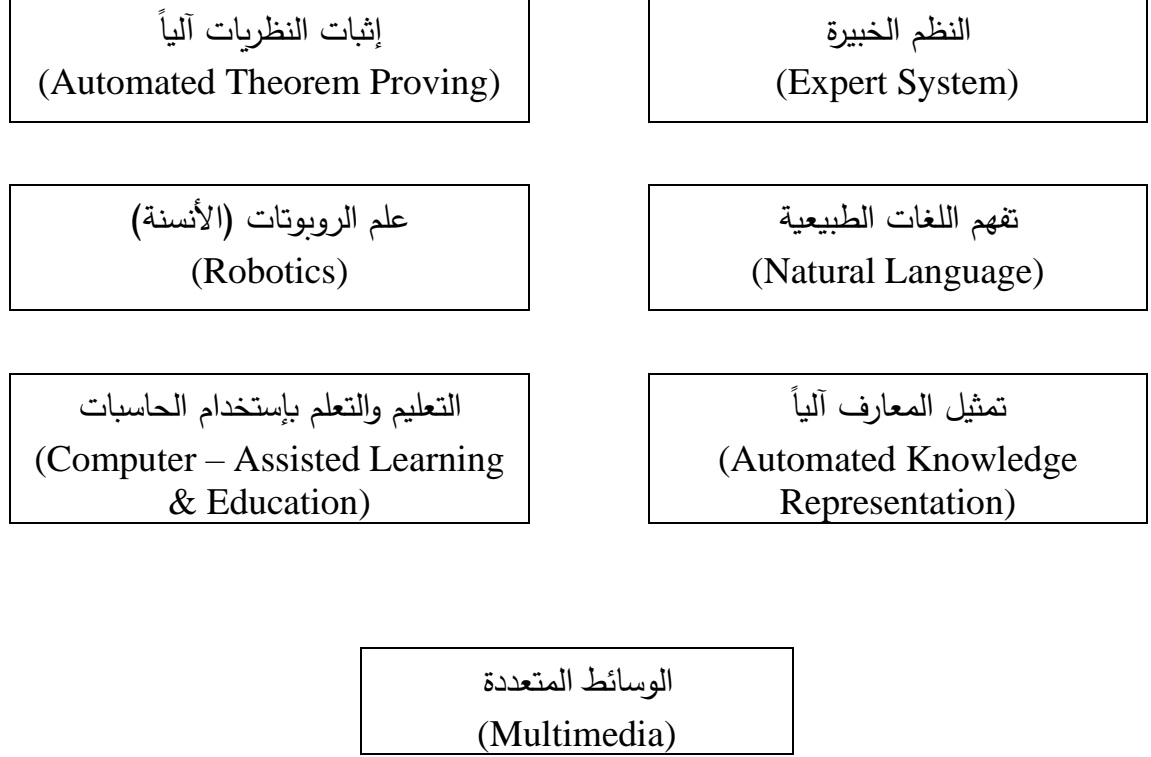 النظم الخبيرة
(Expert System)
إثبات النظريات آلياً
(Automated Theorem Proving)
تفهم اللغات الطبيعية
(Natural Language)
علم الروبوتات (الأنسنة)
(Robotics)
تمثيل المعارف آلياً
(Automated Knowledge
Representation)
التعليم والتعلم بإستخدام الحاسبات
(Computer – Assisted Learning
& Education)
الوسائط المتعددة
(Multimedia)